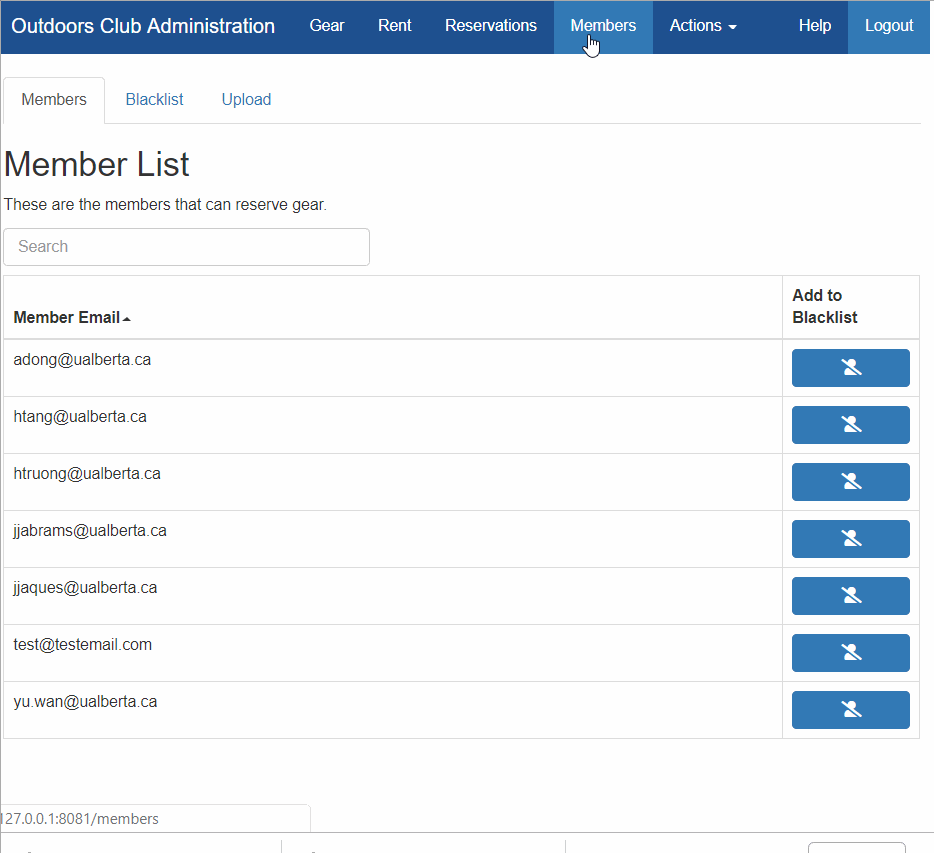 Outdoors Club Administration Gear Rent Reservations Members Actions Help Logout
Members Blacklist Upload
Member List
These are the members that can reserve gear.
Search
Member Email Add to Blacklist
adong@ualberta.ca
htang@ualberta.ca
htruong@ualberta.ca
jjabrams@ualberta.ca
jjaques@ualberta.ca
test@testemail.com
yu.wan@ualberta.ca
127.0.0.1:8081/members